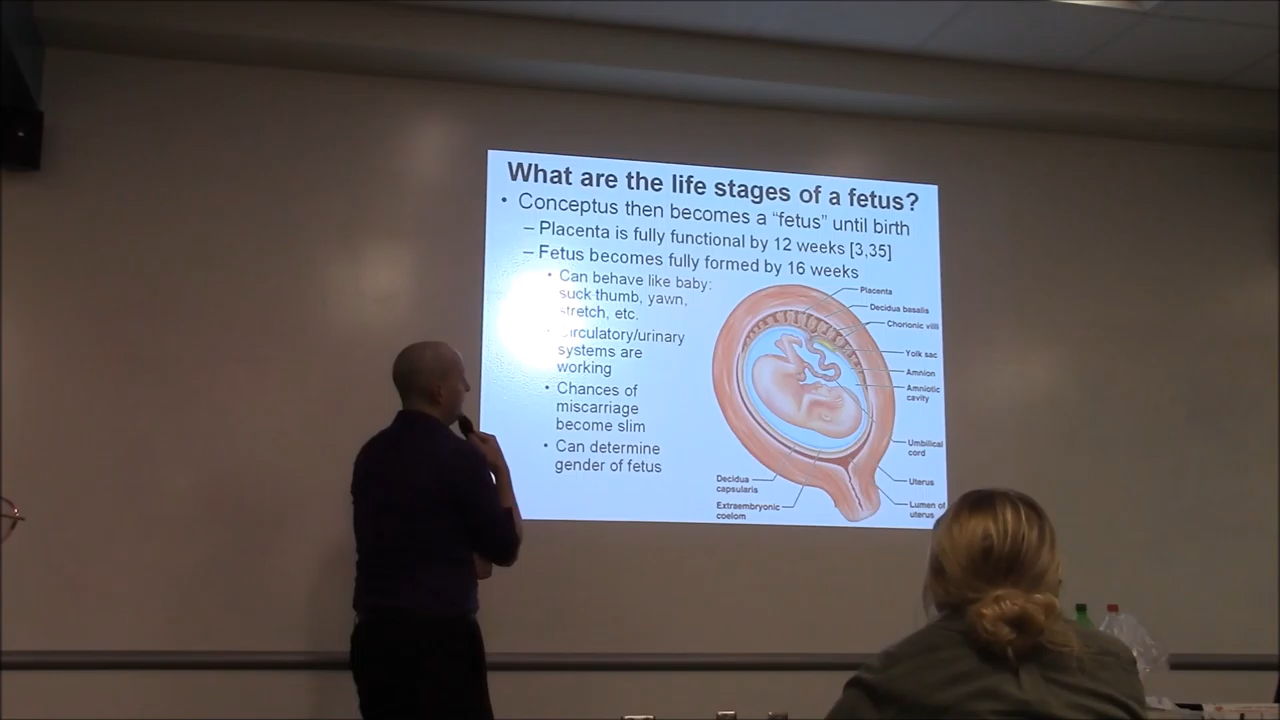 What are the life stages of a fetus?
• Conceptus then becomes a “fetus” until birth
– Placenta is fully functional by 12 weeks [3,35]
– Fetus becomes fully formed by 16 weeks
• Can behave like baby:
suck thumb, yawn,
stretch, etc.
• Circulatory/urinary
systems are
working
• Chances of
miscarriage
become slim
• Can determine
gender of fetus
Placenta
Decidua basalis
Chorionic villi
Yolk sac
Amnion
Amniotic
cavity
Umbilical
cord
Uterus
Lumen of
uterus
Decidua
capsularis
Extraembryonic
coelom